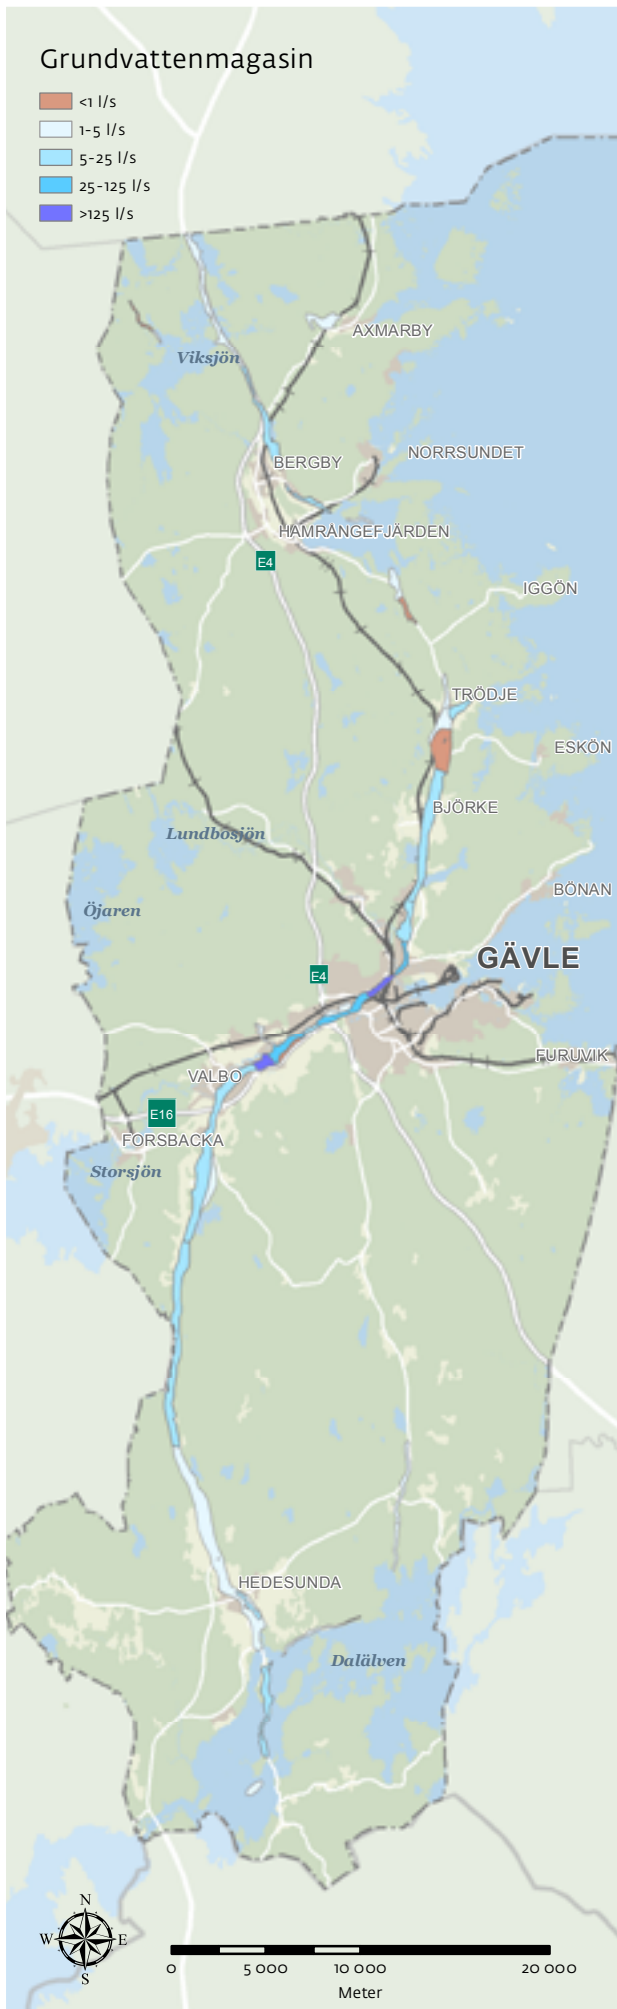 Grundvattenmagasin
<1 l/s
1-5 l/s
5-25 l/s
25-125 l/s
>125 l/s
AXMARBY
Viksjön
NORRSUNDET
BERGBY
HAMRÅNGEFJÄRDEN
E4
IGGÖN
TRÖDJE
ESKÖN
BJÖRKE
Lundbosjön
BÖNAN
Öjaren
GÄVLE
E4
FURUVIK
VALBO
E16
FORSBACKA
Storsjön
HEDESUNDA
Dalälven
N
W E
S
0 5 000 10 000 20 000
Meter